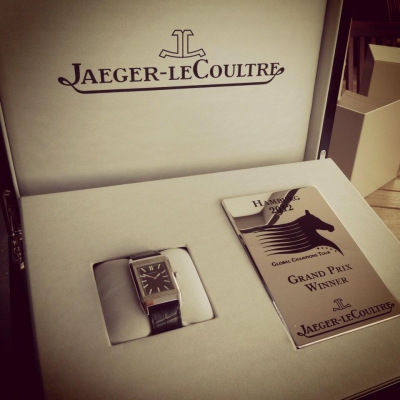 JAEGER-LECOULTRE
HAMBURG
2012
GLOBAL CHAMPIONS TOUR
GRAND PRIX
WINNER
JAEGER-LECOULTRE